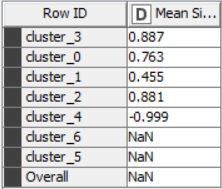 Row ID D Mean Si...
cluster_3 0.887
cluster_0 0.763
cluster_1 0.455
cluster_2 0.881
cluster_4 -0.999
cluster_6 NaN
cluster_5 NaN
Overall NaN